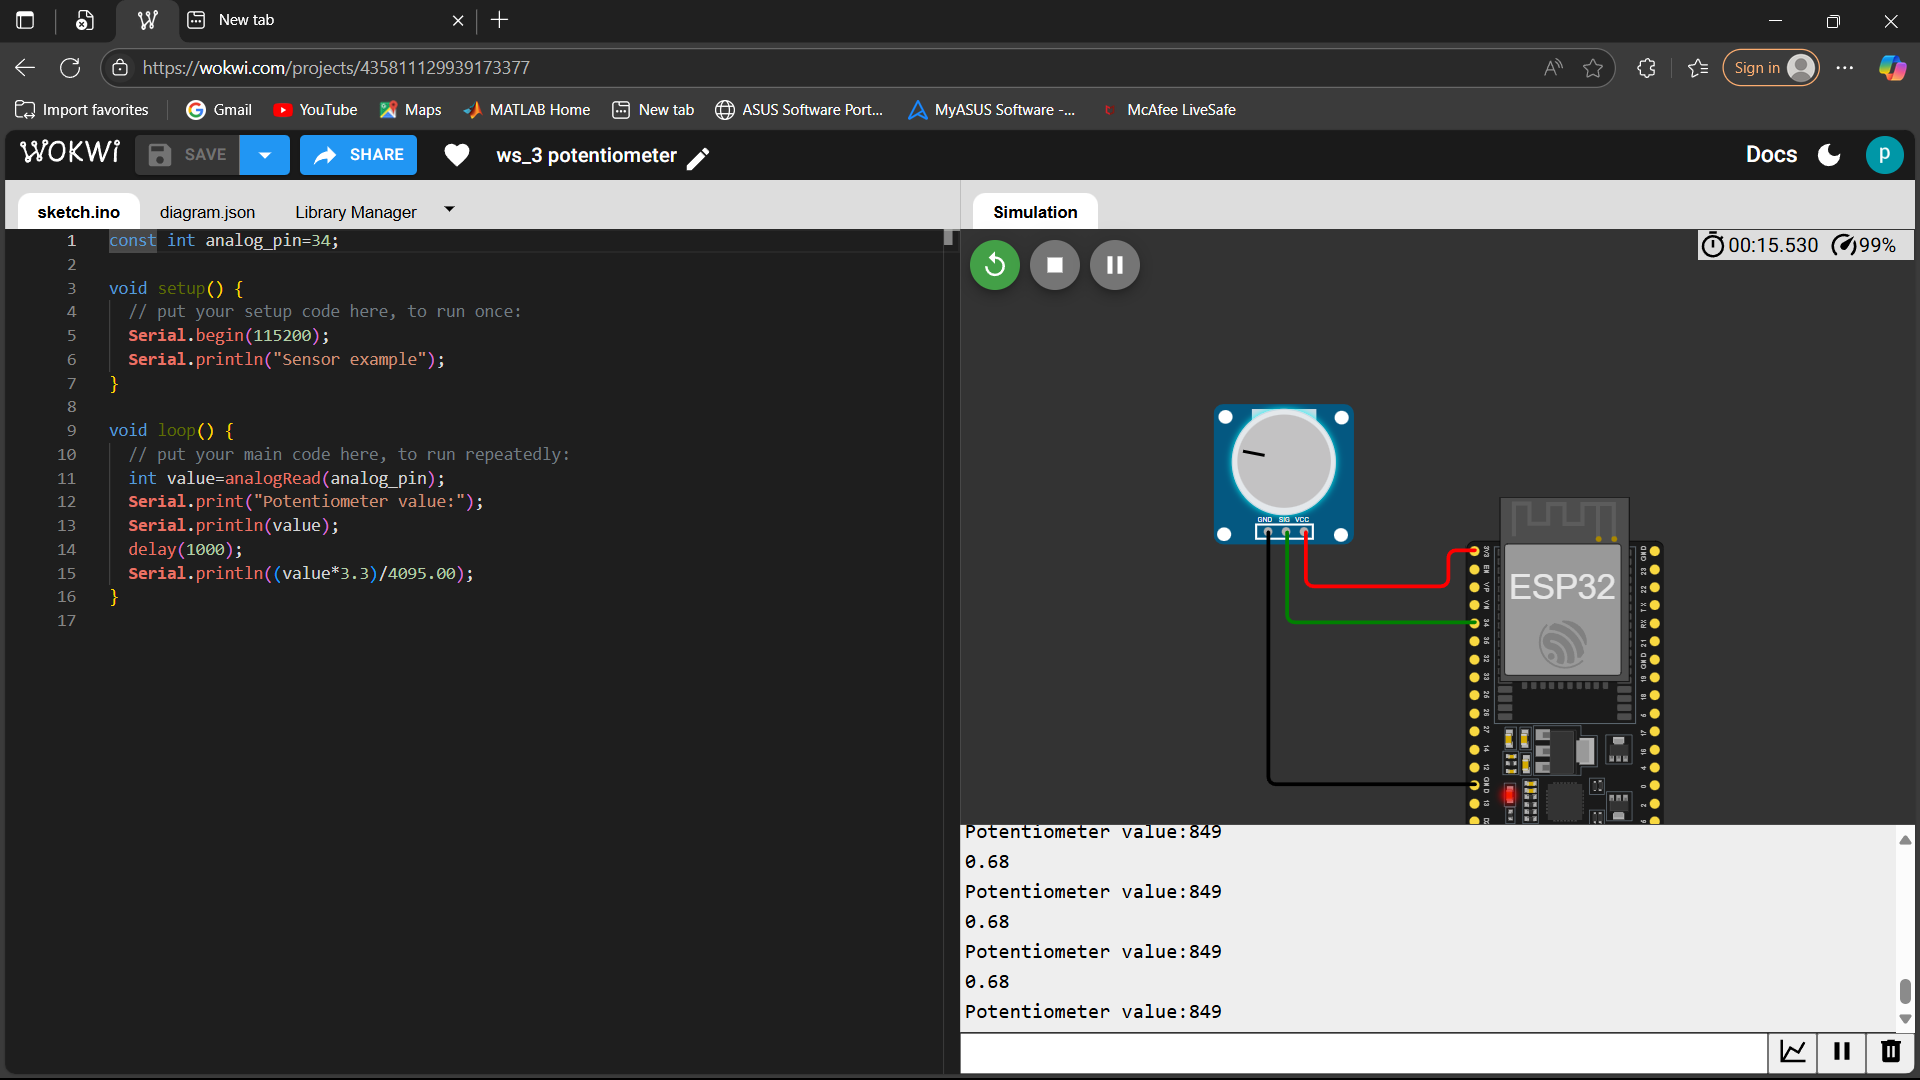 New tab
https://wokwi.com/projects/435811129939173377
Sign in
Import favorites
Gmail
YouTube
Maps
MATLAB Home
New tab
ASUS Software Port...
MyASUS Software -...
McAfee LiveSafe
WOKWi
SAVE
SHARE
ws_3 potentiometer
Docs
p
sketch.ino
diagram.json
Library Manager
Simulation
1 const int analog_pin=34;
2
3 void setup() {
4 // put your setup code here, to run once:
5 Serial.begin(115200);
6 Serial.println("Sensor example");
7 }
8
9 void loop() {
10 // put your main code here, to run repeatedly:
11 int value=analogRead(analog_pin);
12 Serial.print("Potentiometer value:");
13 Serial.println(value);
14 delay(1000);
15 Serial.println((value*3.3)/4095.00);
16 }
17
00:15.530
99%
GND SIG VCC
ESP32
Potentiometer value:849
0.68
Potentiometer value:849
0.68
Potentiometer value:849
0.68
Potentiometer value:849